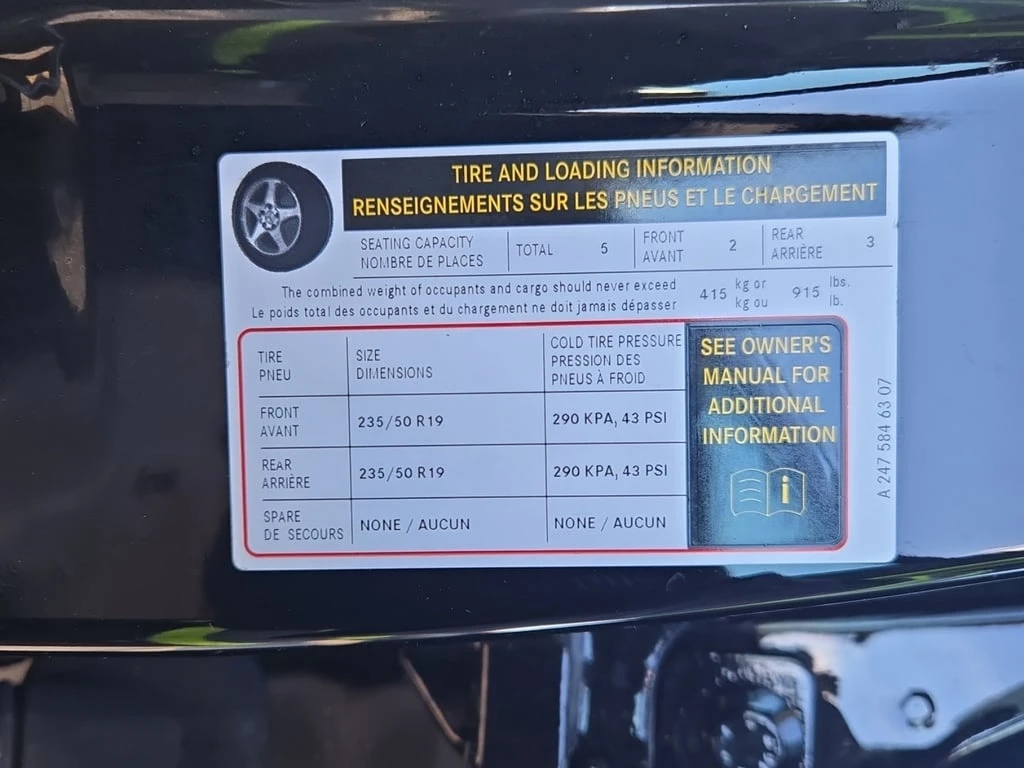 TIRE AND LOADING INFORMATION
RENSEIGNEMENTS SUR LES PNEUS ET LE CHARGEMENT
SEATING CAPACITY
NOMBRE DE PLACES
TOTAL 5
FRONT
AVANT
2
REAR
ARRIÈRE
3
The combined weight of occupants and cargo should never exceed
Le poids total des occupants et du chargement ne doit jamais dépasser
415 kg or
kg ou
915 lbs.
lb.
TIRE
PNEU
SIZE
DIMENSIONS
COLD TIRE PRESSURE
PRESSION DES
PNEUS À FROID
FRONT
AVANT
235/50 R19
290 KPA, 43 PSI
REAR
ARRIÈRE
235/50 R19
290 KPA, 43 PSI
SPARE
DE SECOURS
NONE / AUCUN
NONE / AUCUN
SEE OWNER'S
MANUAL FOR
ADDITIONAL
INFORMATION
i
A 247 584 63 07